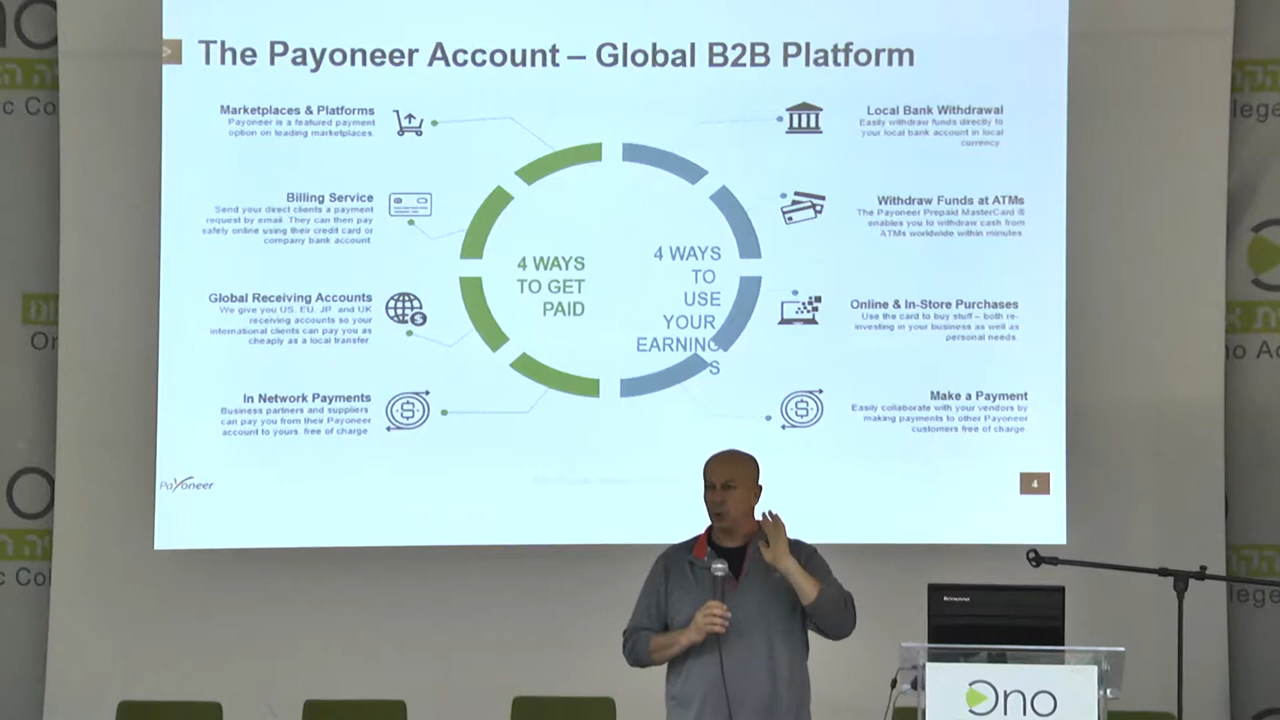 The Payoneer Account – Global B2B Platform
Marketplaces & Platforms
Payoneer is a featured payment
option on leading marketplaces.
Billing Service
Send your direct clients a payment
request by email. They can then pay
safely online using their credit card or
company bank account.
Global Receiving Accounts
We give you US, EU, JP, and UK
receiving accounts so your
international clients can pay you as
cheaply as a local transfer.
In Network Payments
Business partners and suppliers
can pay you from their Payoneer
account to yours, free of charge.
4 WAYS
TO GET
PAID
4 WAYS
TO
USE
YOUR
EARNING
S
Local Bank Withdrawal
Easily withdraw funds directly to
your local bank account in local
currency.
Withdraw Funds at ATMs
The Payoneer Prepaid MasterCard ®
enables you to withdraw cash from
ATMs worldwide within minutes.
Online & In-Store Purchases
Use the card to buy stuff – both re-
investing in your business as well as
personal needs.
Make a Payment
Easily collaborate with your vendors by
making payments to other Payoneer
customers free of charge.
Payoneer
4
lenovo
Ono